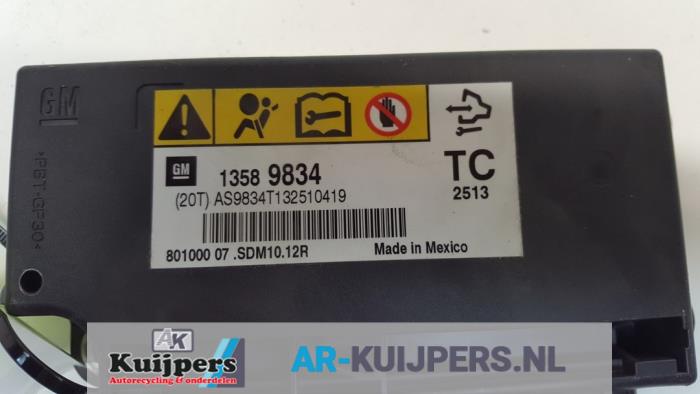 GM
>PBT-GF30<
GM 1358 9834
TC
(20T) AS9834T132510419
2513
801000 07 .SDM10.12R
Made in Mexico
AK
Kuijpers
Autorecycling & onderdelen
AR-KUIJPERS.NL